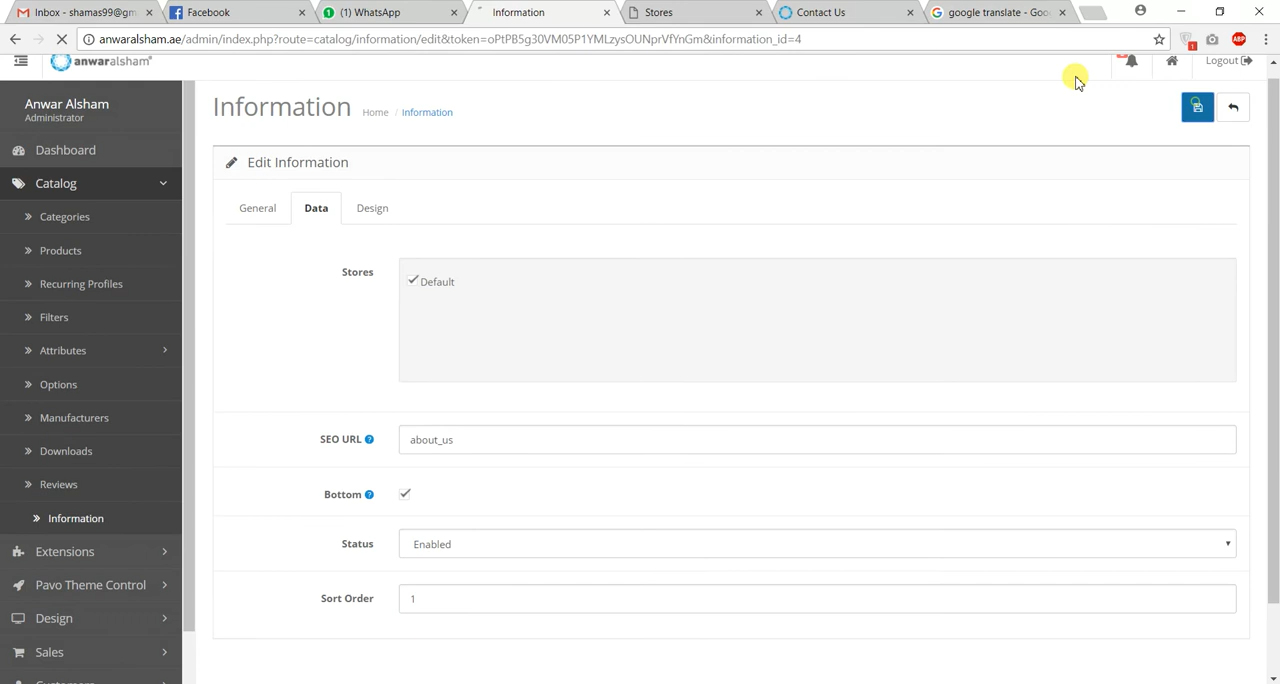 Inbox - shamas99@gm
Facebook
(1) WhatsApp
Information
Stores
Contact Us
google translate - Goo
anwaralsham.ae/admin/index.php?route=catalog/information/edit&token=oPtPB5g30VM05P1YMLzysOUNprVfYnGm&information_id=4
anwaralsham
Logout
Anwar Alsham
Administrator
Dashboard
Catalog
Categories
Products
Recurring Profiles
Filters
Attributes
Options
Manufacturers
Downloads
Reviews
Information
Extensions
Pavo Theme Control
Design
Sales
Information
Home / Information
Edit Information
General
Data
Design
Stores
Default
SEO URL
about_us
Bottom
Status
Enabled
Sort Order
1